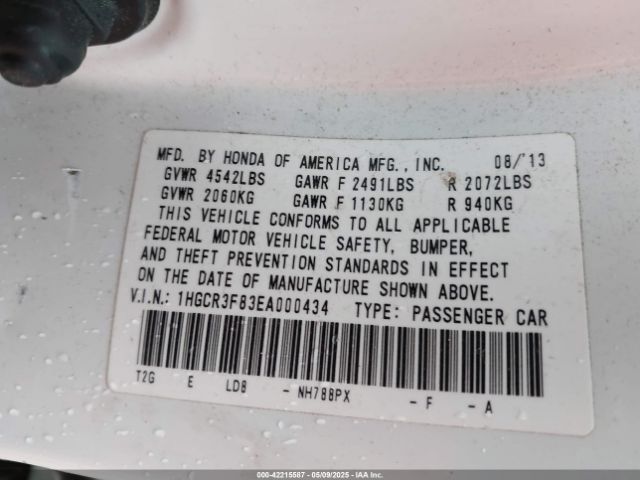 MFD. BY HONDA OF AMERICA MFG., INC. 08/'13
GVWR 4542LBS GAWR F 2491LBS R 2072LBS
GVWR 2060KG GAWR F 1130KG R 940KG
THIS VEHICLE CONFORMS TO ALL APPLICABLE
FEDERAL MOTOR VEHICLE SAFETY, BUMPER,
AND THEFT PREVENTION STANDARDS IN EFFECT
ON THE DATE OF MANUFACTURE SHOWN ABOVE.
V.I.N.: 1HGCR3F83EA000434 TYPE: PASSENGER CAR
T2G E LD8 - NH788PX - F - A
000-42215587 05/09/2025 IAAI.COM